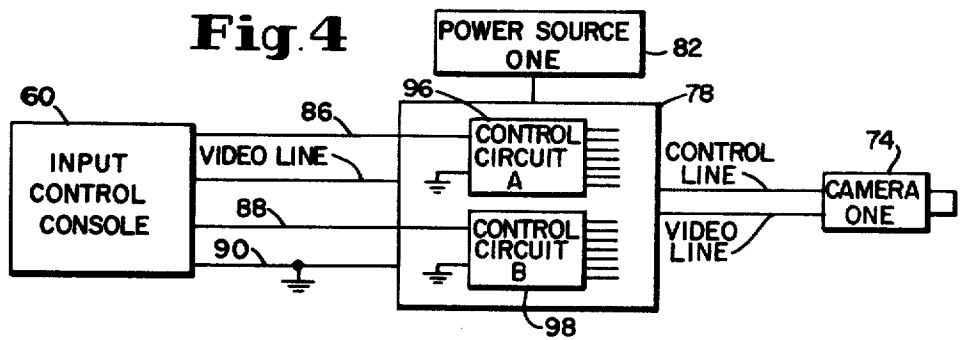 Fig. 4
POWER SOURCE
ONE
82
60
INPUT
CONTROL
CONSOLE
86
VIDEO LINE
88
90
96
78
CONTROL
CIRCUIT
A
CONTROL
CIRCUIT
B
98
CONTROL
LINE
VIDEO
LINE
74
CAMERA
ONE